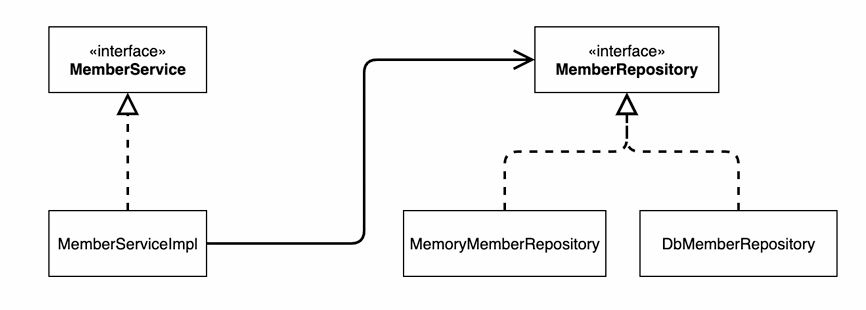 «interface»
MemberService
«interface»
MemberRepository
MemberServiceImpl
MemoryMemberRepository
DbMemberRepository